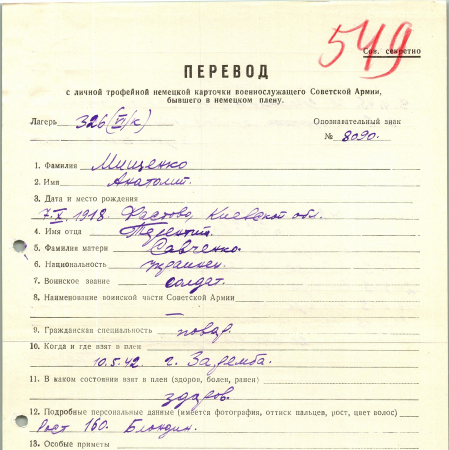 549
Сов. секретно
ПЕРЕВОД
с личной трофейной немецкой карточки военнослужащего Советской Армии,
бывшего в немецком плену.
Лагерь 326 (VI/к) Опознавательный знак
№ 8090.
1. Фамилия Мищенко
2. Имя Анатолий.
3. Дата и место рождения
7.X.1918. Фастово, Киевской обл.
4. Имя отца Терентий.
5. Фамилия матери Савченко.
6. Национальность украинец.
7. Воинское звание солдат.
8. Наименование воинской части Советской Армии
—
9. Гражданская специальность повар.
10. Когда и где взят в плен
10.5.42. г. Заремба.
11. В каком состоянии взят в плен (здоров, болен, ранен)
здоров.
12. Подробные персональные данные (имеется фотография, оттиск пальцев, рост, цвет волос)
Рост 160. Блондин.
13. Особые приметы